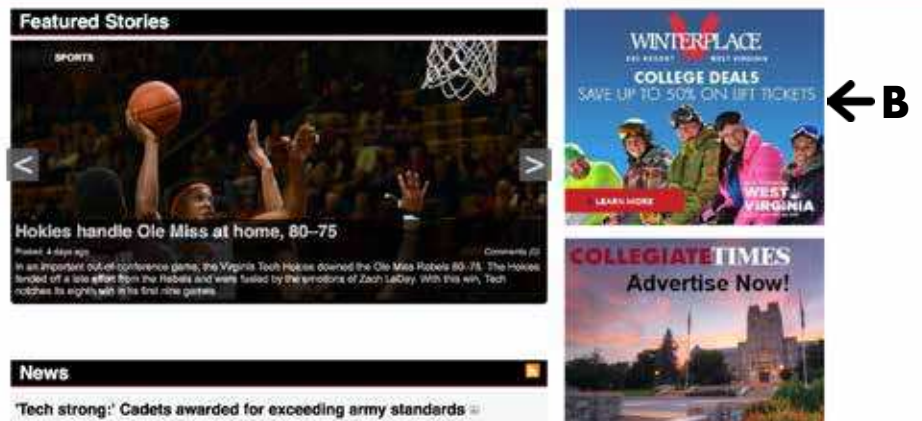 Featured Stories
SPORTS
<
>
Hokies handle Ole Miss at home, 80–75
Posted: 4 days ago
Comments (0)
In an important out-of-conference game, the Virginia Tech Hokies downed the Ole Miss Rebels 80-75. The Hokies
fended off a late effort from the Rebels and were fueled by the emotions of Zach LeDay. With this win, Tech
notches its eighth win in its first nine games.
WINTERPLACE
SKI RESORT WEST VIRGINIA
COLLEGE DEALS
SAVE UP TO 50% ON LIFT TICKETS
LEARN MORE
WEST
VIRGINIA
B
COLLEGIATETIMES
Advertise Now!
News
'Tech strong:' Cadets awarded for exceeding army standards